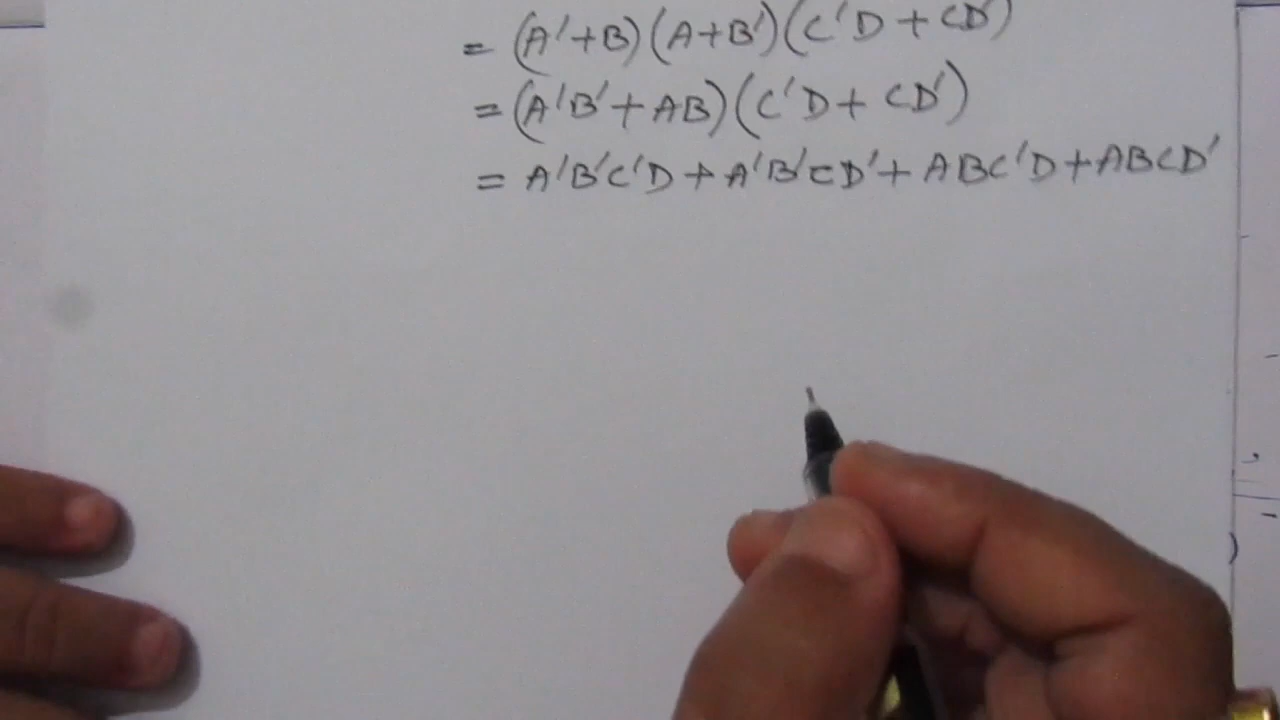 = (A'+B)(A+B')(C'D + CD')
= (A'B' + AB)(C'D + CD')
= A'B'C'D + A'B'CD' + ABC'D + ABCD'